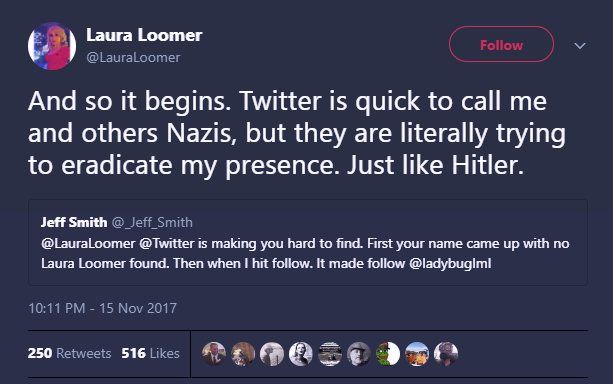 Laura Loomer
@LauraLoomer
Follow
And so it begins. Twitter is quick to call me
and others Nazis, but they are literally trying
to eradicate my presence. Just like Hitler.
Jeff Smith @_Jeff_Smith
@LauraLoomer @Twitter is making you hard to find. First your name came up with no
Laura Loomer found. Then when I hit follow. It made follow @ladybuglml
10:11 PM - 15 Nov 2017
250 Retweets 516 Likes